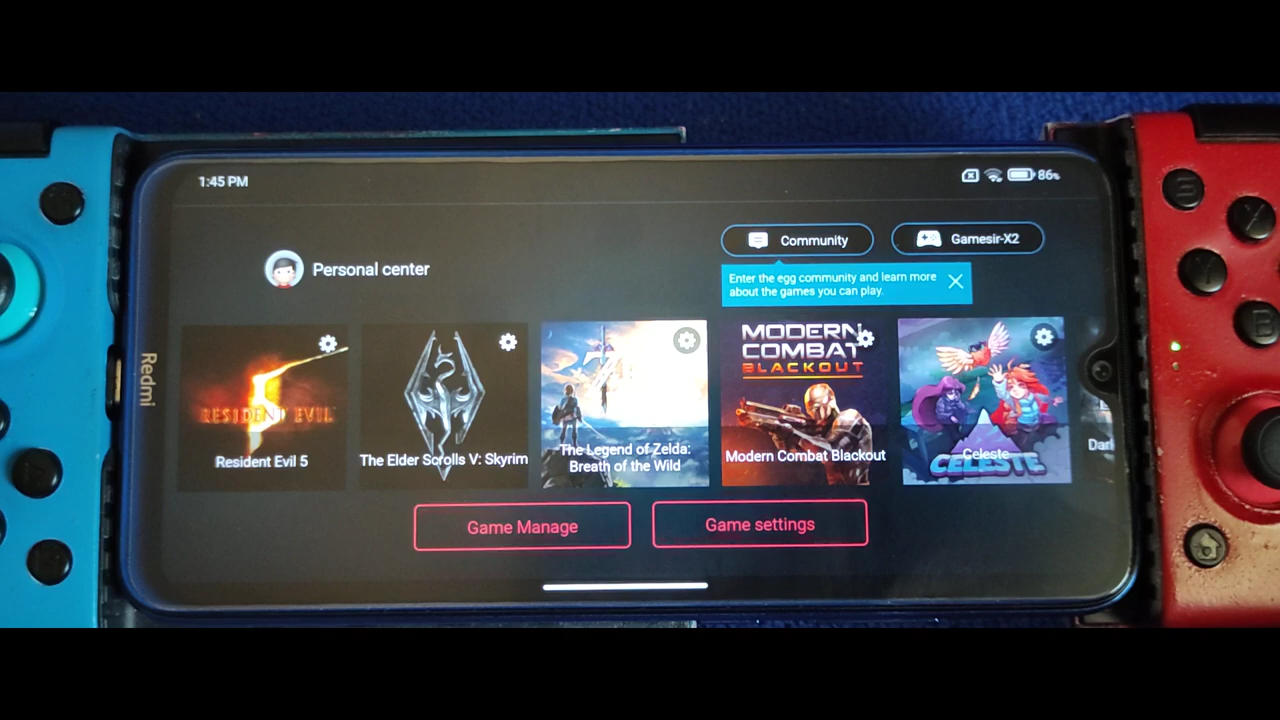 1:45 PM
86%
Community
Gamesir-X2
Personal center
Enter the egg community and learn more
about the games you can play.
Redmi
RESIDENT EVIL
Resident Evil 5
The Elder Scrolls V: Skyrim
The Legend of Zelda:
Breath of the Wild
MODERN
COMBAT
BLACKOUT
Modern Combat Blackout
Celeste
CELESTE
Dar
Game Manage
Game settings
X
Y
B